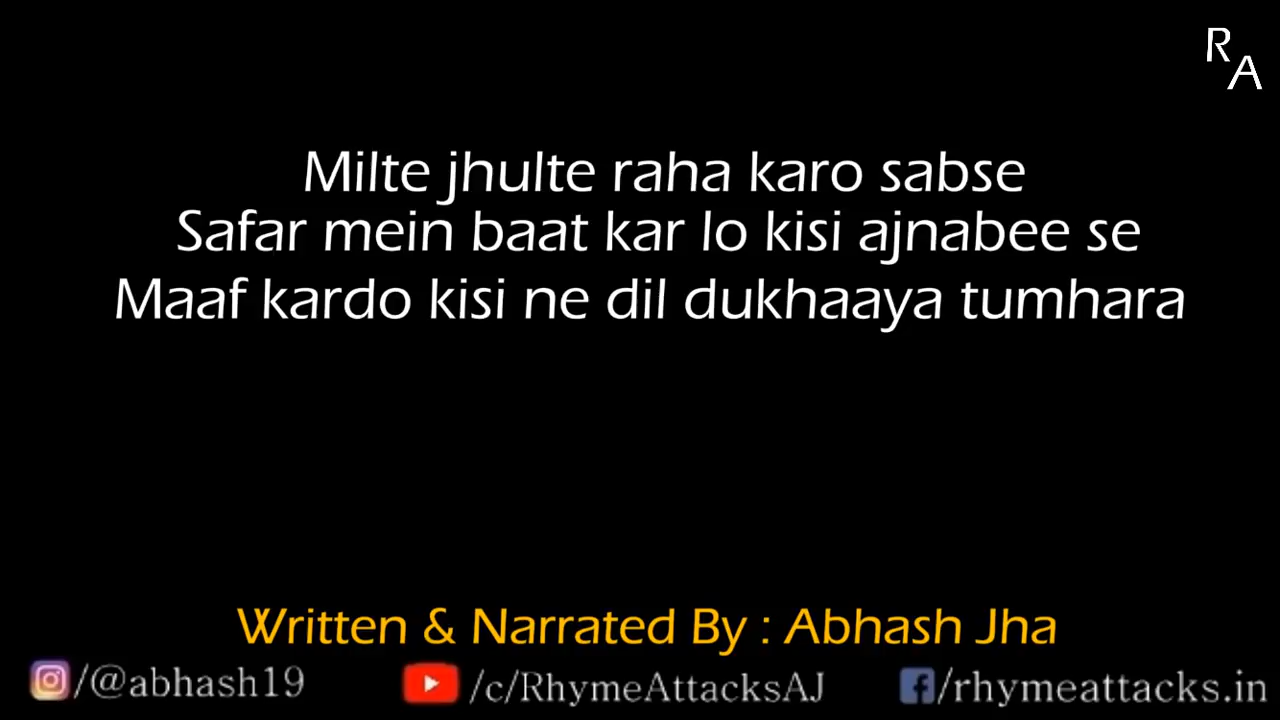 R
A
Milte jhulte raha karo sabse
Safar mein baat kar lo kisi ajnabee se
Maaf kardo kisi ne dil dukhaaya tumhara
Written & Narrated By : Abhash Jha
/@abhash19 /c/RhymeAttacksAJ /rhymeattacks.in